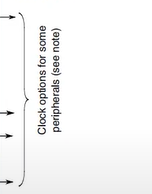 Clock options for some
peripherals (see note)